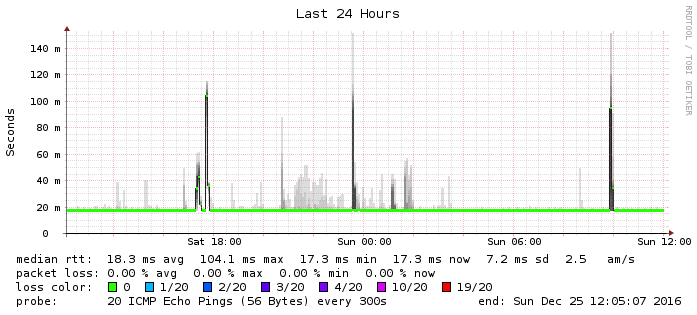 Last 24 Hours
RRDTOOL / TOBI OETIKER
Seconds
140 m
120 m
100 m
80 m
60 m
40 m
20 m
0
Sat 18:00 Sun 00:00 Sun 06:00 Sun 12:00
median rtt: 18.3 ms avg 104.1 ms max 17.3 ms min 17.3 ms now 7.2 ms sd 2.5 am/s
packet loss: 0.00 % avg 0.00 % max 0.00 % min 0.00 % now
loss color: 0 1/20 2/20 3/20 4/20 10/20 19/20
probe: 20 ICMP Echo Pings (56 Bytes) every 300s end: Sun Dec 25 12:05:07 2016